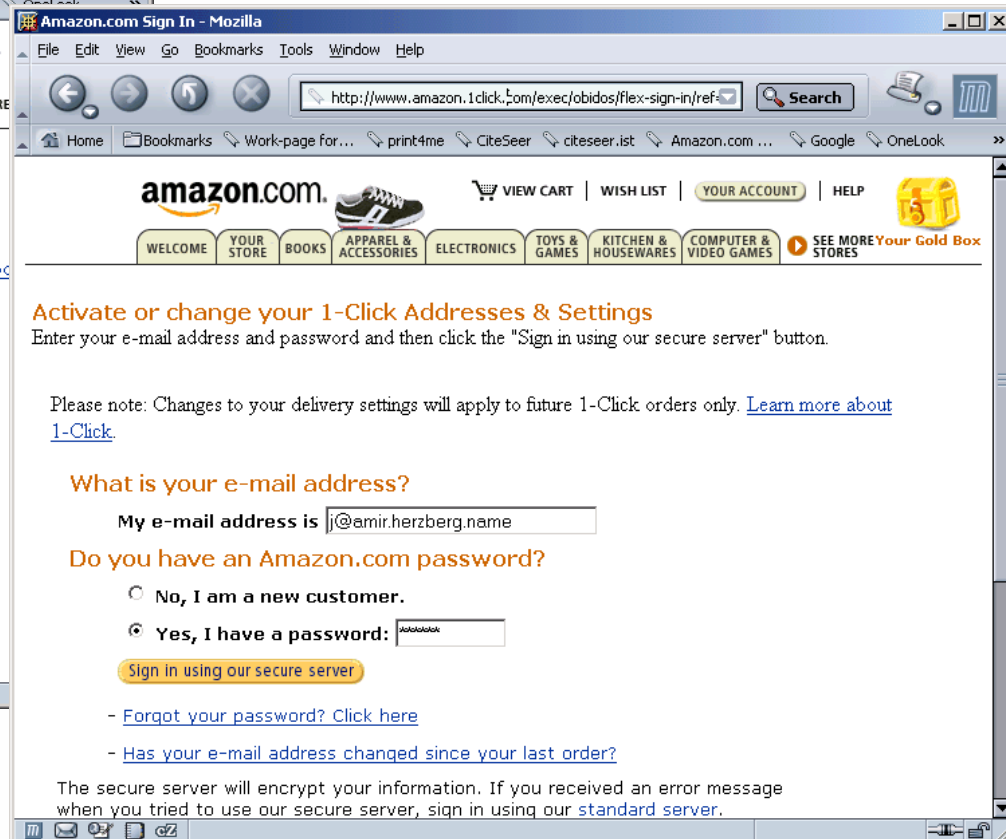 OneLook
Amazon.com Sign In - Mozilla
File Edit View Go Bookmarks Tools Window Help
http://www.amazon.1click.com/exec/obidos/flex-sign-in/ref- Search
Home Bookmarks Work-page for... print4me CiteSeer citeseer.ist Amazon.com ... Google OneLook »
amazon.com. VIEW CART | WISH LIST | YOUR ACCOUNT | HELP
WELCOME YOUR STORE BOOKS APPAREL & ACCESSORIES ELECTRONICS TOYS & GAMES KITCHEN & HOUSEWARES COMPUTER & VIDEO GAMES SEE MORE STORES Your Gold Box
Activate or change your 1-Click Addresses & Settings
Enter your e-mail address and password and then click the "Sign in using our secure server" button.
Please note: Changes to your delivery settings will apply to future 1-Click orders only. Learn more about
1-Click.
What is your e-mail address?
My e-mail address is j@amir.herzberg.name
Do you have an Amazon.com password?
No, I am a new customer.
Yes, I have a password: *******
Sign in using our secure server
- Forgot your password? Click here
- Has your e-mail address changed since your last order?
The secure server will encrypt your information. If you received an error message
when you tried to use our secure server, sign in using our standard server.